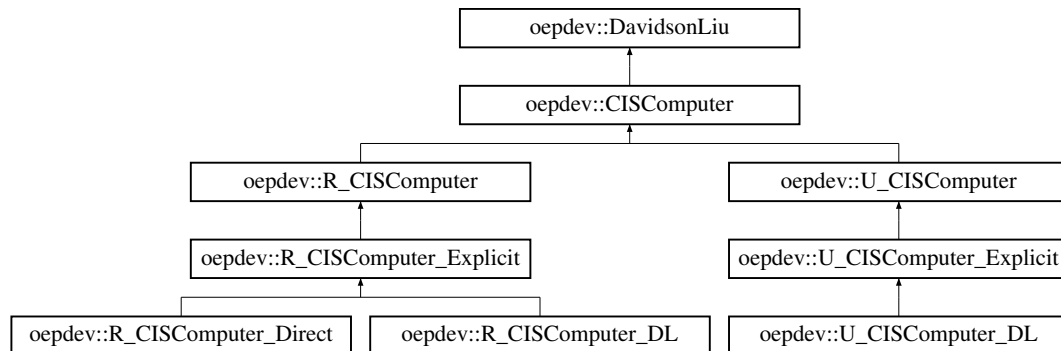 oepdev::DavidsonLiu
oepdev::CISComputer
oepdev::R_CISComputer
oepdev::U_CISComputer
oepdev::R_CISComputer_Explicit
oepdev::U_CISComputer_Explicit
oepdev::R_CISComputer_Direct
oepdev::R_CISComputer_DL
oepdev::U_CISComputer_DL